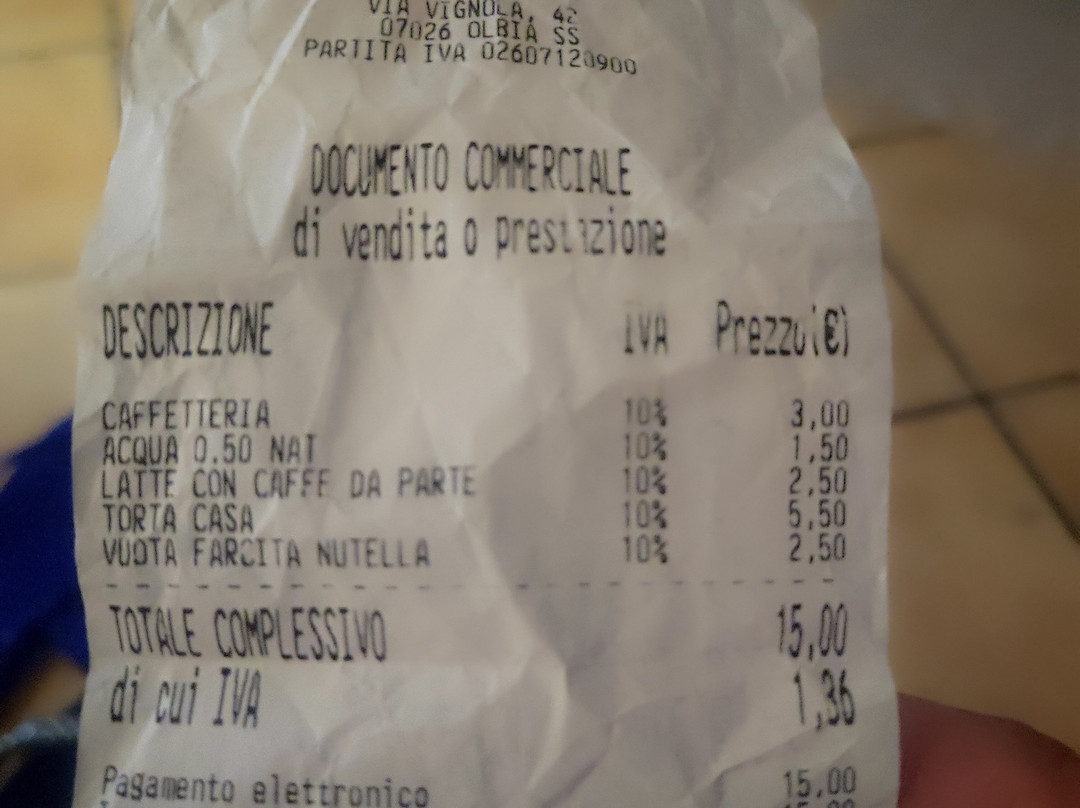 VIA VIGNOLA, 42
07026 OLBIA SS
PARTITA IVA 02607120900
DOCUMENTO COMMERCIALE
di vendita o prestazione
DESCRIZIONE IVA Prezzo(€)
CAFFETTERIA 10% 3,00
ACQUA 0.50 NAT 10% 1,50
LATTE CON CAFFE DA PARTE 10% 2,50
TORTA CASA 10% 5,50
VUOTA FARCITA NUTELLA 10% 2,50
TOTALE COMPLESSIVO 15,00
di cui IVA 1,36
Pagamento elettronico 15,00